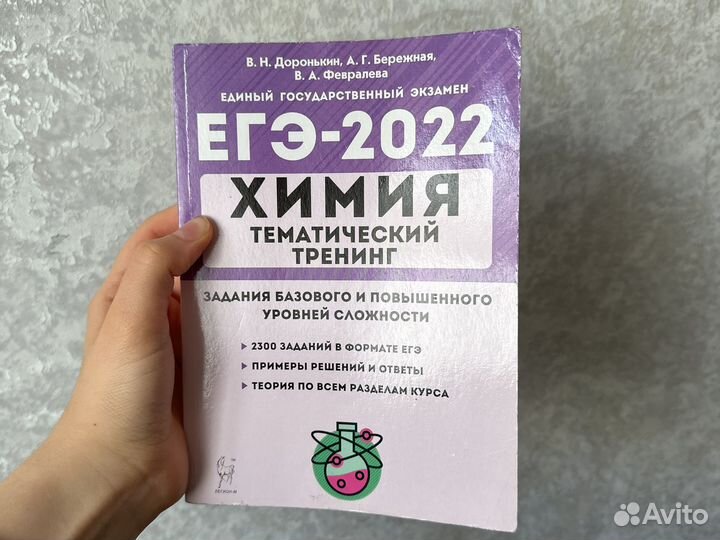 В. Н. Доронькин, А. Г. Бережная,
В. А. Февралева
ЕДИНЫЙ ГОСУДАРСТВЕННЫЙ ЭКЗАМЕН
ЕГЭ-2022
ХИМИЯ
ТЕМАТИЧЕСКИЙ
ТРЕНИНГ
ЗАДАНИЯ БАЗОВОГО И ПОВЫШЕННОГО
УРОВНЕЙ СЛОЖНОСТИ
2300 ЗАДАНИЙ В ФОРМАТЕ ЕГЭ
ПРИМЕРЫ РЕШЕНИЙ И ОТВЕТЫ
ТЕОРИЯ ПО ВСЕМ РАЗДЕЛАМ КУРСА
ЛЕГИОН-М
Avito